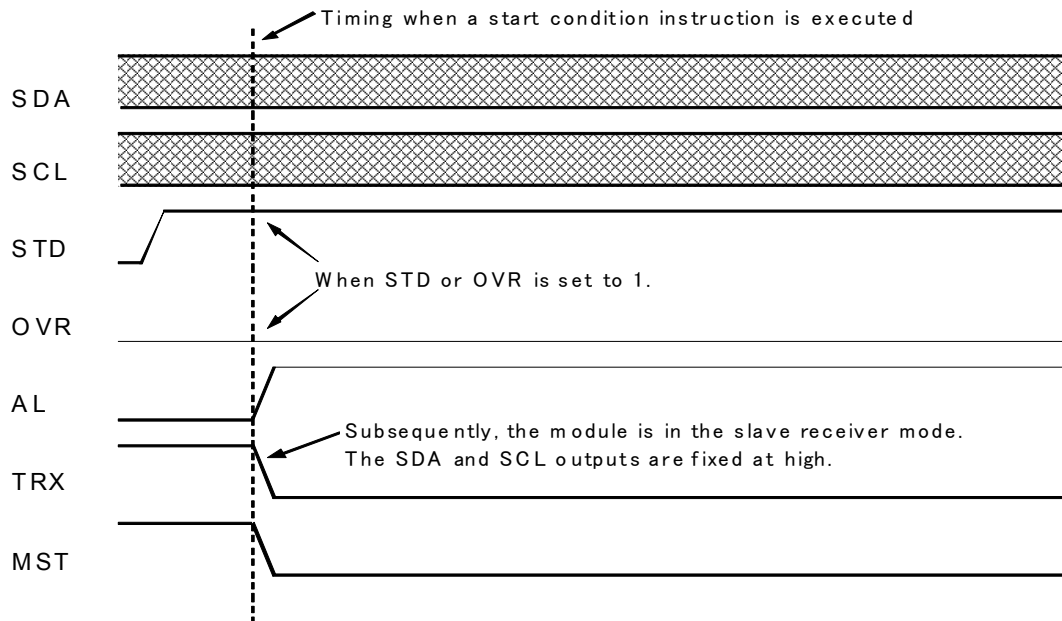 Timing when a start condition instruction is executed
SDA
SCL
STD
When STD or OVR is set to 1.
OVR
AL
Subsequently, the module is in the slave receiver mode.
The SDA and SCL outputs are fixed at high.
TRX
MST